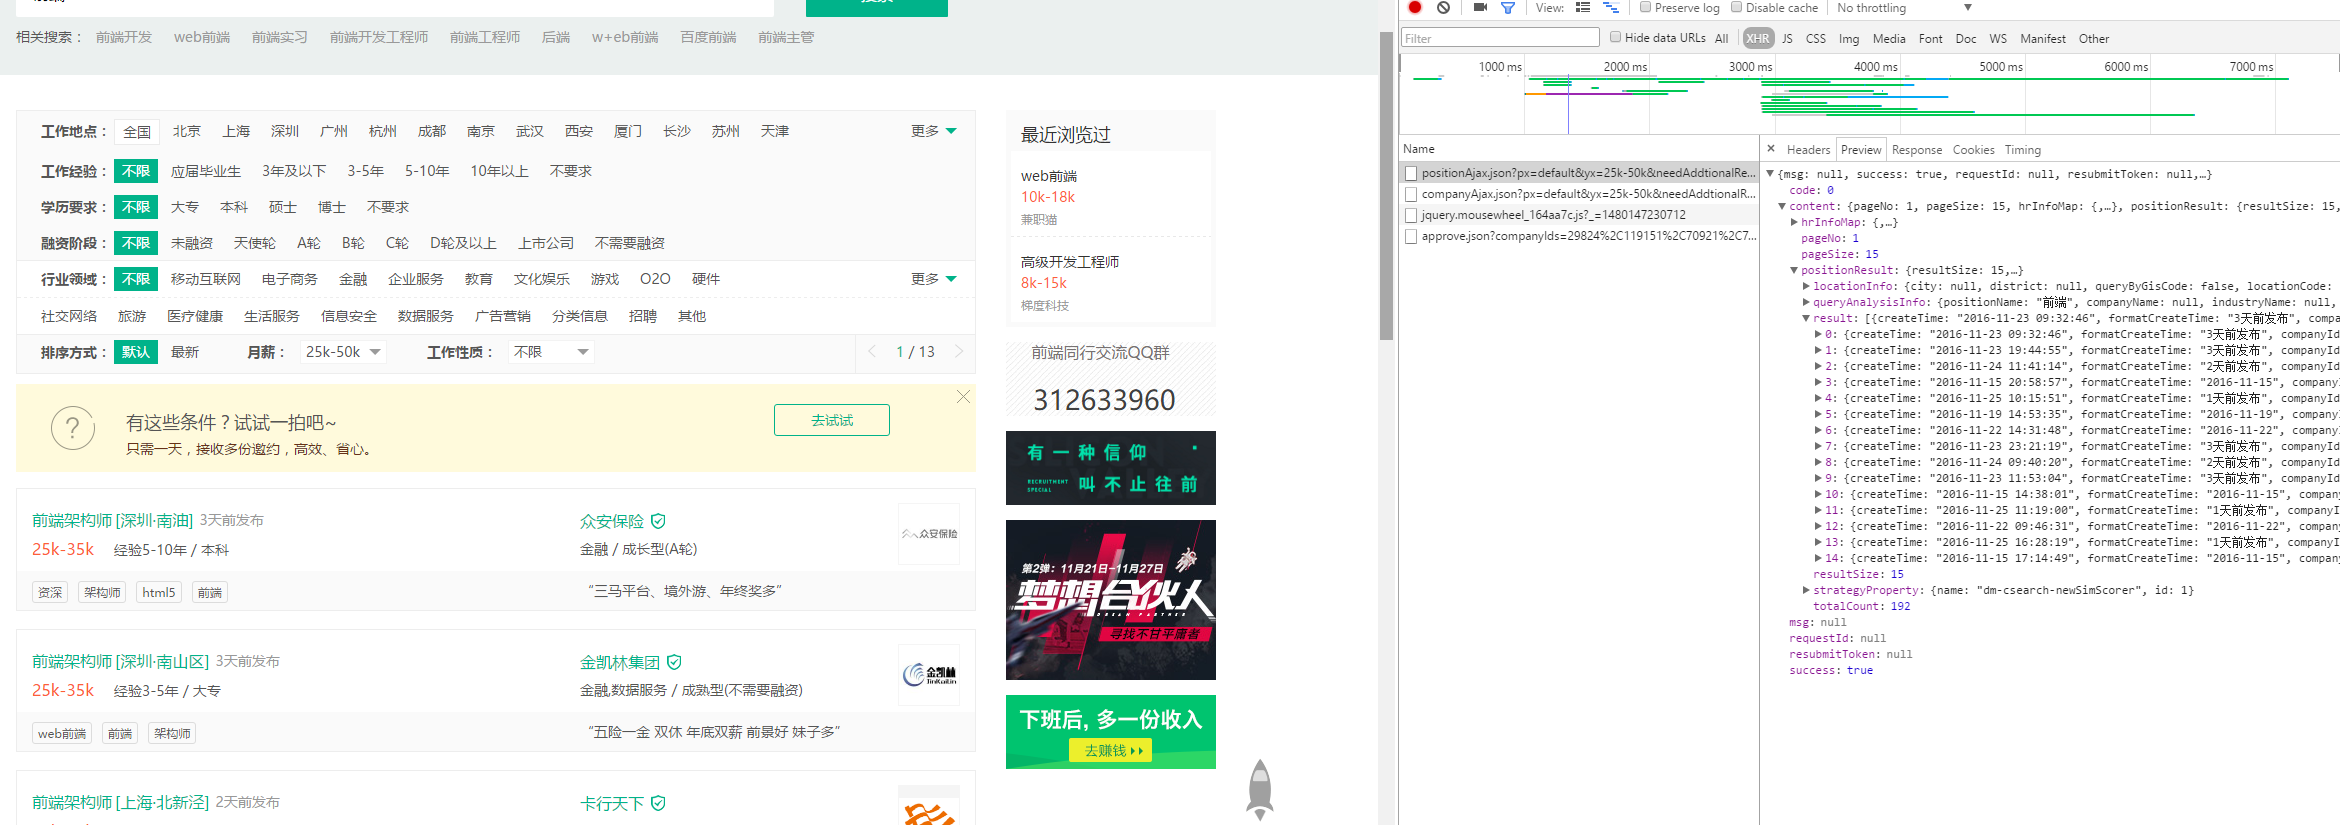 搜索
相关搜索： 前端开发 web前端 前端实习 前端开发工程师 前端工程师 后端 w+eb前端 百度前端 前端主管
工作地点： 全国 北京 上海 深圳 广州 杭州 成都 南京 武汉 西安 厦门 长沙 苏州 天津 更多
工作经验： 不限 应届毕业生 3年及以下 3-5年 5-10年 10年以上 不要求
学历要求： 不限 大专 本科 硕士 博士 不要求
融资阶段： 不限 未融资 天使轮 A轮 B轮 C轮 D轮及以上 上市公司 不需要融资
行业领域： 不限 移动互联网 电子商务 金融 企业服务 教育 文化娱乐 游戏 O2O 硬件 更多
社交网络 旅游 医疗健康 生活服务 信息安全 数据服务 广告营销 分类信息 招聘 其他
排序方式： 默认 最新 月薪： 25k-50k 工作性质： 不限 1 / 13
有这些条件？试试一拍吧~
只需一天，接收多份邀约，高效、省心。
去试试
前端架构师 [深圳·南油] 3天前发布
25k-35k 经验5-10年 / 本科
众安保险
金融 / 成长型(A轮)
众安保险
资深 架构师 html5 前端
“三马平台、境外游、年终奖多”
前端架构师 [深圳·南山区] 3天前发布
25k-35k 经验3-5年 / 大专
金凯林集团
金融,数据服务 / 成熟型(不需要融资)
金凯林
JinKaiLin
web前端 前端 架构师
“五险一金 双休 年底双薪 前景好 妹子多”
前端架构师 [上海·北新泾] 2天前发布
卡行天下
最近浏览过
web前端
10k-18k
兼职猫
高级开发工程师
8k-15k
梯度科技
前端同行交流QQ群
312633960
有一种信仰
RECRUITMENT
SPECIAL
叫不止往前
第2弹：11月21日-11月27日
梦想合伙人
DREAM PARTNER
寻找不甘平庸者
下班后, 多一份收入
去赚钱
View: Preserve log Disable cache No throttling
Filter Hide data URLs All XHR JS CSS Img Media Font Doc WS Manifest Other
1000 ms 2000 ms 3000 ms 4000 ms 5000 ms 6000 ms 7000 ms
Name
positionAjax.json?px=default&yx=25k-50k&needAddtionalRe...
companyAjax.json?px=default&yx=25k-50k&needAddtionalR...
jquery.mousewheel_164aa7c.js?_=1480147230712
approve.json?companyIds=29824%2C119151%2C70921%2C7...
× Headers Preview Response Cookies Timing
{msg: null, success: true, requestId: null, resubmitToken: null,…}
code: 0
content: {pageNo: 1, pageSize: 15, hrInfoMap: {,…}, positionResult: {resultSize: 15,
hrInfoMap: {,…}
pageNo: 1
pageSize: 15
positionResult: {resultSize: 15,…}
locationInfo: {city: null, district: null, queryByGisCode: false, locationCode:
queryAnalysisInfo: {positionName: "前端", companyName: null, industryName: null,
result: [{createTime: "2016-11-23 09:32:46", formatCreateTime: "3天前发布", compa
0: {createTime: "2016-11-23 09:32:46", formatCreateTime: "3天前发布", companyId
1: {createTime: "2016-11-23 19:44:55", formatCreateTime: "3天前发布", companyId
2: {createTime: "2016-11-24 11:41:14", formatCreateTime: "2天前发布", companyId
3: {createTime: "2016-11-15 20:58:57", formatCreateTime: "2016-11-15", companyI
4: {createTime: "2016-11-25 10:15:51", formatCreateTime: "1天前发布", companyId
5: {createTime: "2016-11-19 14:53:35", formatCreateTime: "2016-11-19", companyI
6: {createTime: "2016-11-22 14:31:48", formatCreateTime: "2016-11-22", companyI
7: {createTime: "2016-11-23 23:21:19", formatCreateTime: "3天前发布", companyId
8: {createTime: "2016-11-24 09:40:20", formatCreateTime: "2天前发布", companyId
9: {createTime: "2016-11-23 11:53:04", formatCreateTime: "3天前发布", companyId
10: {createTime: "2016-11-15 14:38:01", formatCreateTime: "2016-11-15", company
11: {createTime: "2016-11-25 11:19:00", formatCreateTime: "1天前发布", companyI
12: {createTime: "2016-11-22 09:46:31", formatCreateTime: "2016-11-22", company
13: {createTime: "2016-11-25 16:28:19", formatCreateTime: "1天前发布", companyI
14: {createTime: "2016-11-15 17:14:49", formatCreateTime: "2016-11-15", company
resultSize: 15
strategyProperty: {name: "dm-csearch-newSimScorer", id: 1}
totalCount: 192
msg: null
requestId: null
resubmitToken: null
success: true